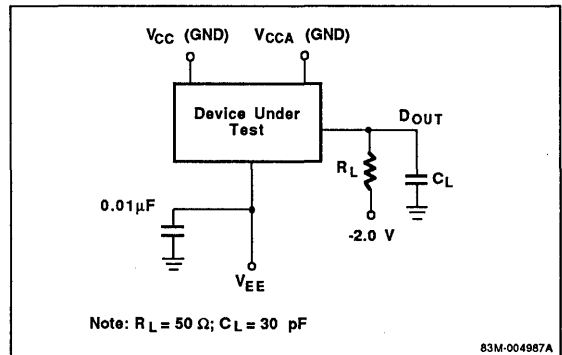 VCC (GND) VCCA (GND)
Device Under
Test
DOUT
RL
CL
0.01μF
-2.0 V
VEE
Note: RL = 50 Ω; CL = 30 pF
83M-004987A